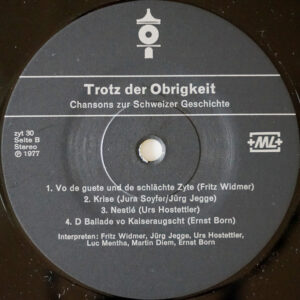 Trotz der Obrigkeit
Chansons zur Schweizer Geschichte
zyt 30
Seite B
Stereo
℗ 1977
+ML+
1. Vo de guete und de schlächte Zyte (Fritz Widmer)
2. Krise (Jura Soyfer/Jürg Jegge)
3. Nestlé (Urs Hostettler)
4. D Ballade vo Kaiseraugscht (Ernst Born)
Interpreten: Fritz Widmer, Jürg Jegge, Urs Hostettler,
Luc Mentha, Martin Diem, Ernst Born